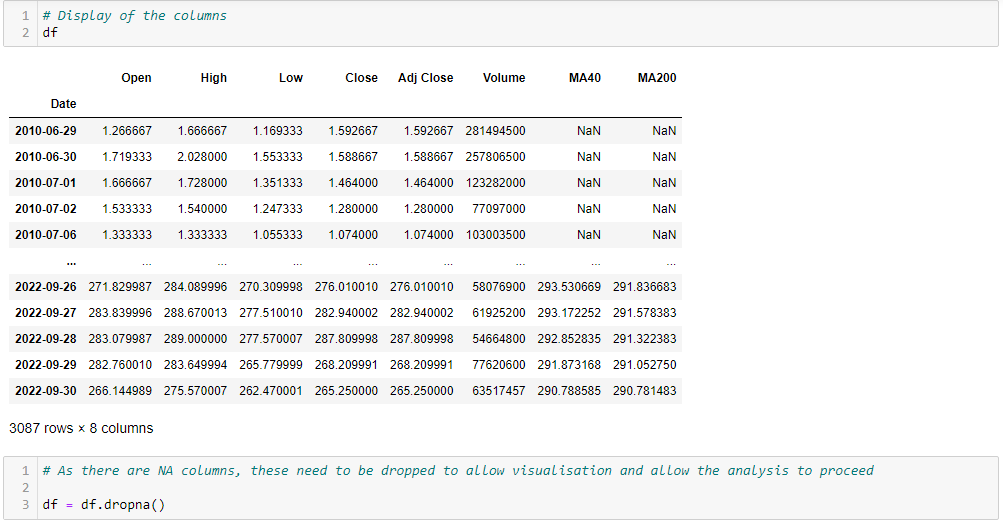 1 # Display of the columns
2 df
Open High Low Close Adj Close Volume MA40 MA200
Date
2010-06-29 1.266667 1.666667 1.169333 1.592667 1.592667 281494500 NaN NaN
2010-06-30 1.719333 2.028000 1.553333 1.588667 1.588667 257806500 NaN NaN
2010-07-01 1.666667 1.728000 1.351333 1.464000 1.464000 123282000 NaN NaN
2010-07-02 1.533333 1.540000 1.247333 1.280000 1.280000 77097000 NaN NaN
2010-07-06 1.333333 1.333333 1.055333 1.074000 1.074000 103003500 NaN NaN
... ... ... ... ... ... ... ... ...
2022-09-26 271.829987 284.089996 270.309998 276.010010 276.010010 58076900 293.530669 291.836683
2022-09-27 283.839996 288.670013 277.510010 282.940002 282.940002 61925200 293.172252 291.578383
2022-09-28 283.079987 289.000000 277.570007 287.809998 287.809998 54664800 292.852835 291.322383
2022-09-29 282.760010 283.649994 265.779999 268.209991 268.209991 77620600 291.873168 291.052750
2022-09-30 266.144989 275.570007 262.470001 265.250000 265.250000 63517457 290.788585 290.781483
3087 rows × 8 columns
1 # As there are NA columns, these need to be dropped to allow visualisation and allow the analysis to proceed
2
3 df = df.dropna()